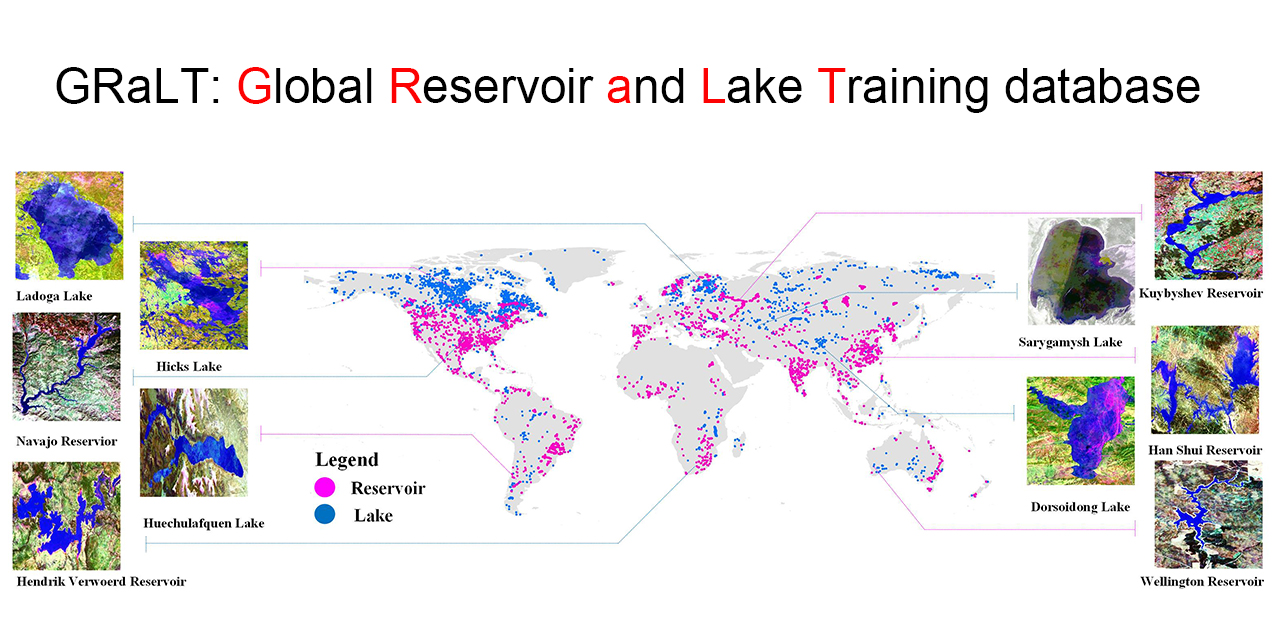 GRaLT: Global Reservoir and Lake Training database
Ladoga Lake
Hicks Lake
Navajo Reservior
Huechulafquen Lake
Hendrik Verwoerd Reservoir
Legend
Reservoir
Lake
Kuybyshev Reservoir
Sarygamysh Lake
Han Shui Reservoir
Dorsoidong Lake
Wellington Reservoir